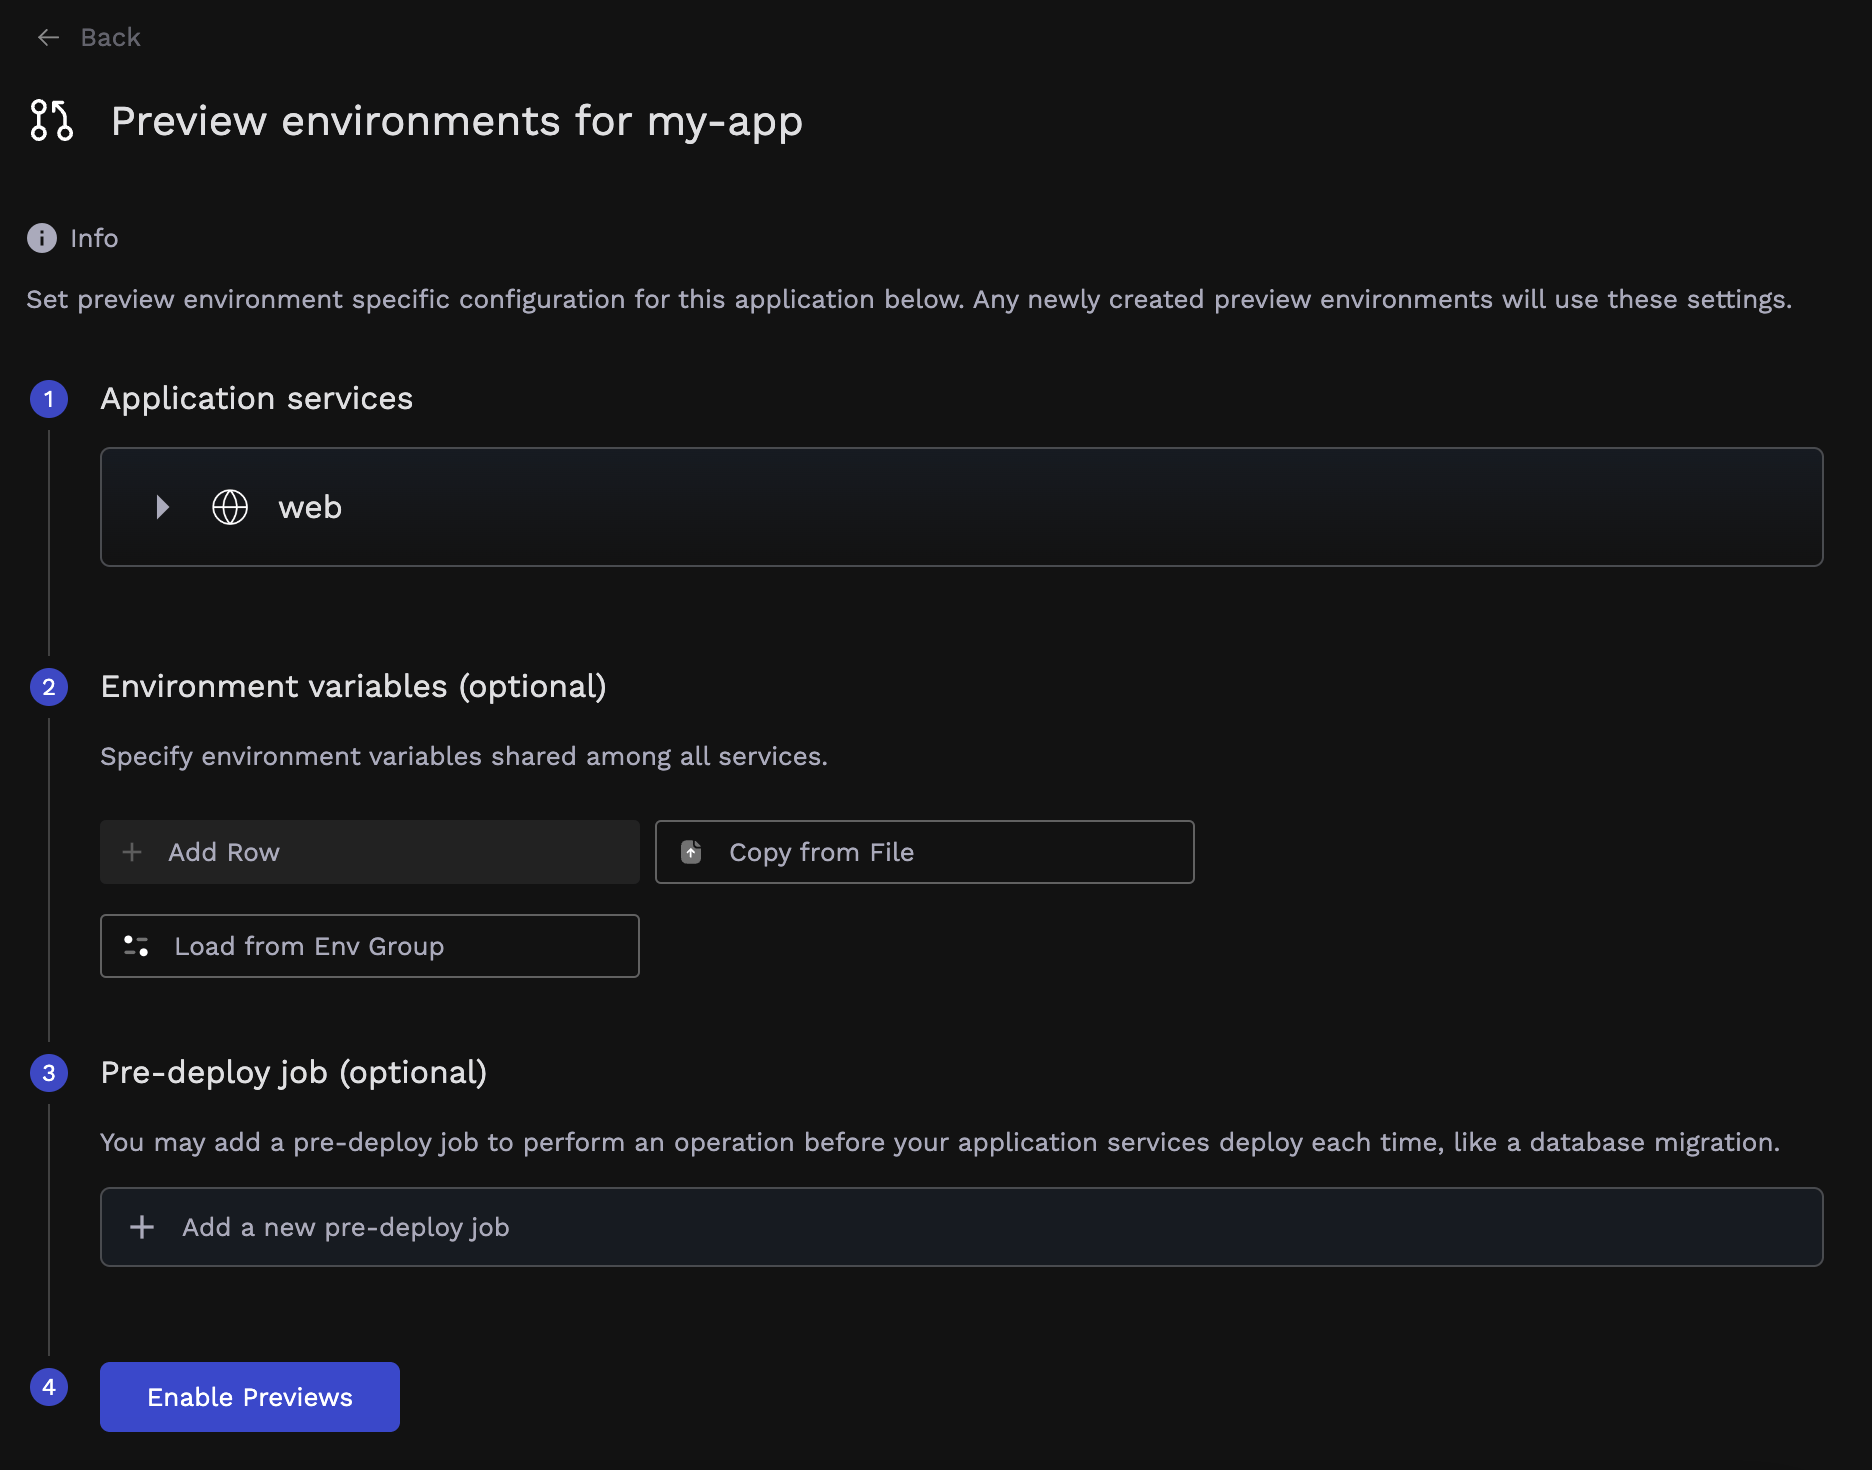 Back
Preview environments for my-app
Info
Set preview environment specific configuration for this application below. Any newly created preview environments will use these settings.
1 Application services
web
2 Environment variables (optional)
Specify environment variables shared among all services.
Add Row
Copy from File
Load from Env Group
3 Pre-deploy job (optional)
You may add a pre-deploy job to perform an operation before your application services deploy each time, like a database migration.
Add a new pre-deploy job
4 Enable Previews